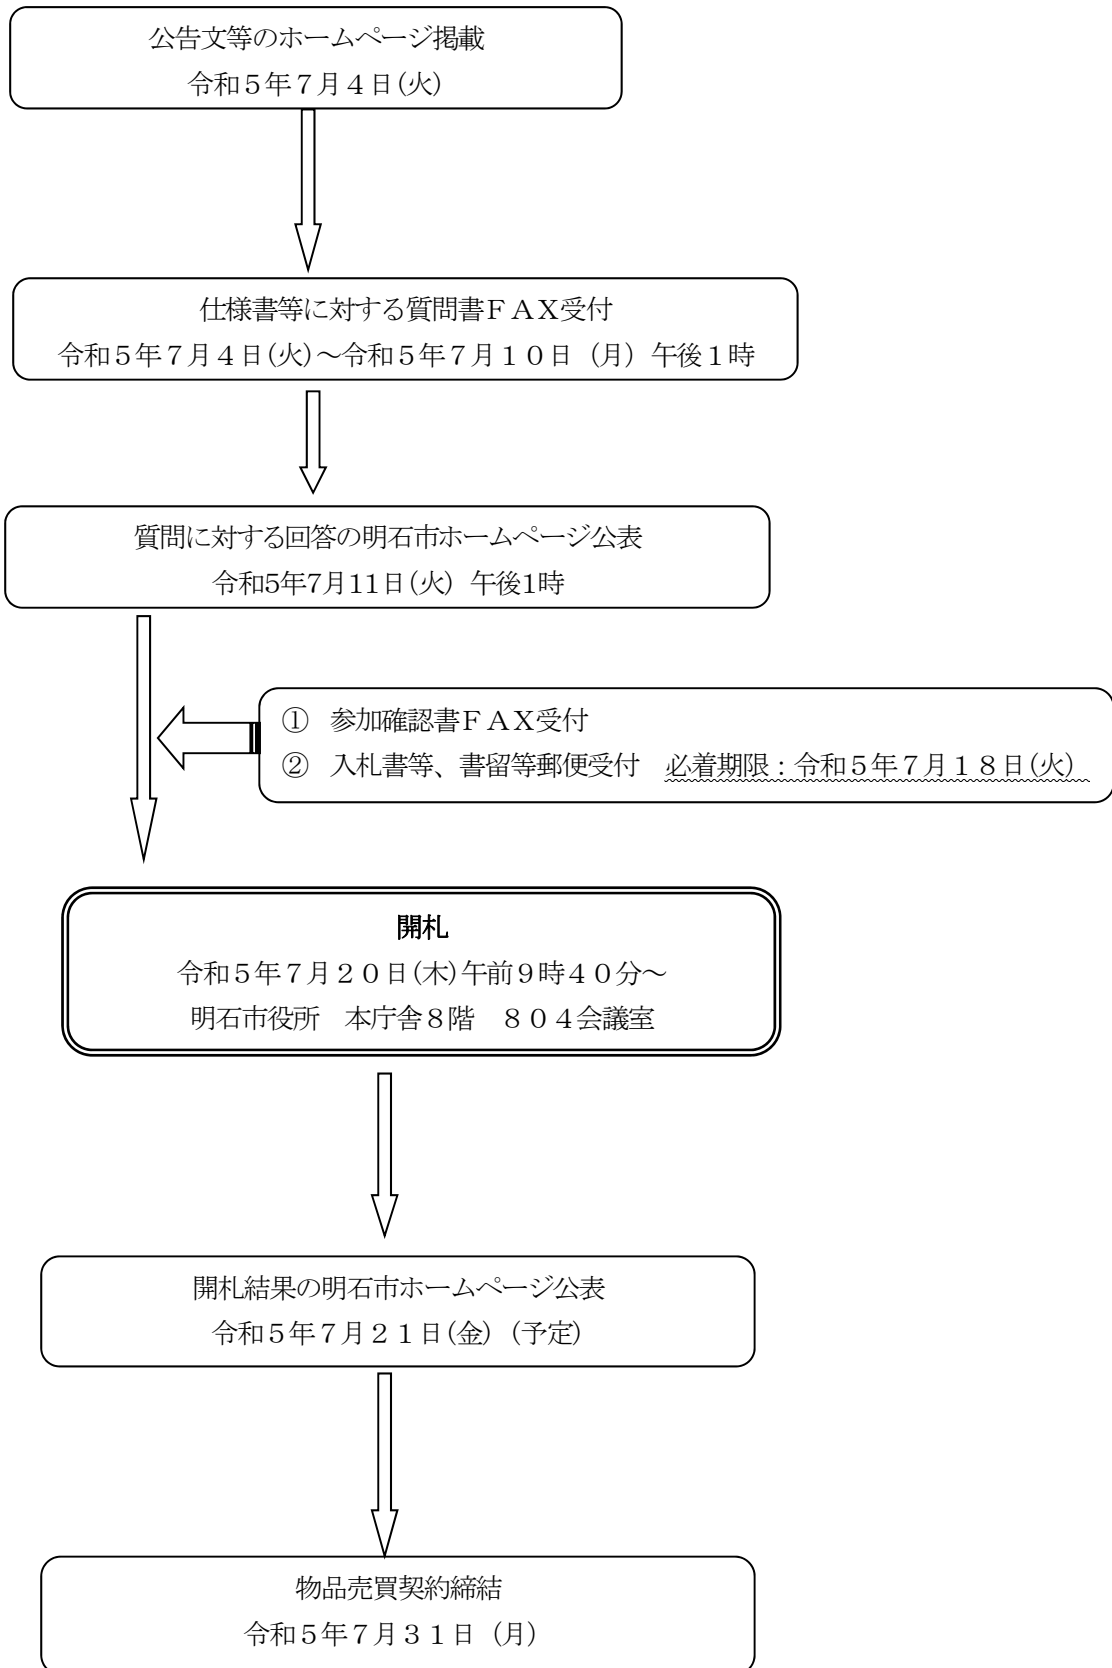 公告文等のホームページ掲載
令和５年７月４日(火)
仕様書等に対する質問書ＦＡＸ受付
令和５年７月４日(火)～令和５年７月１０日（月）午後１時
質問に対する回答の明石市ホームページ公表
令和5年7月11日(火) 午後1時
①　参加確認書ＦＡＸ受付
②　入札書等、書留等郵便受付　必着期限：令和５年７月１８日(火)
開札
令和５年７月２０日(木)午前９時４０分～
明石市役所　本庁舎８階　８０４会議室
開札結果の明石市ホームページ公表
令和５年７月２１日(金)（予定）
物品売買契約締結
令和５年７月３１日（月）